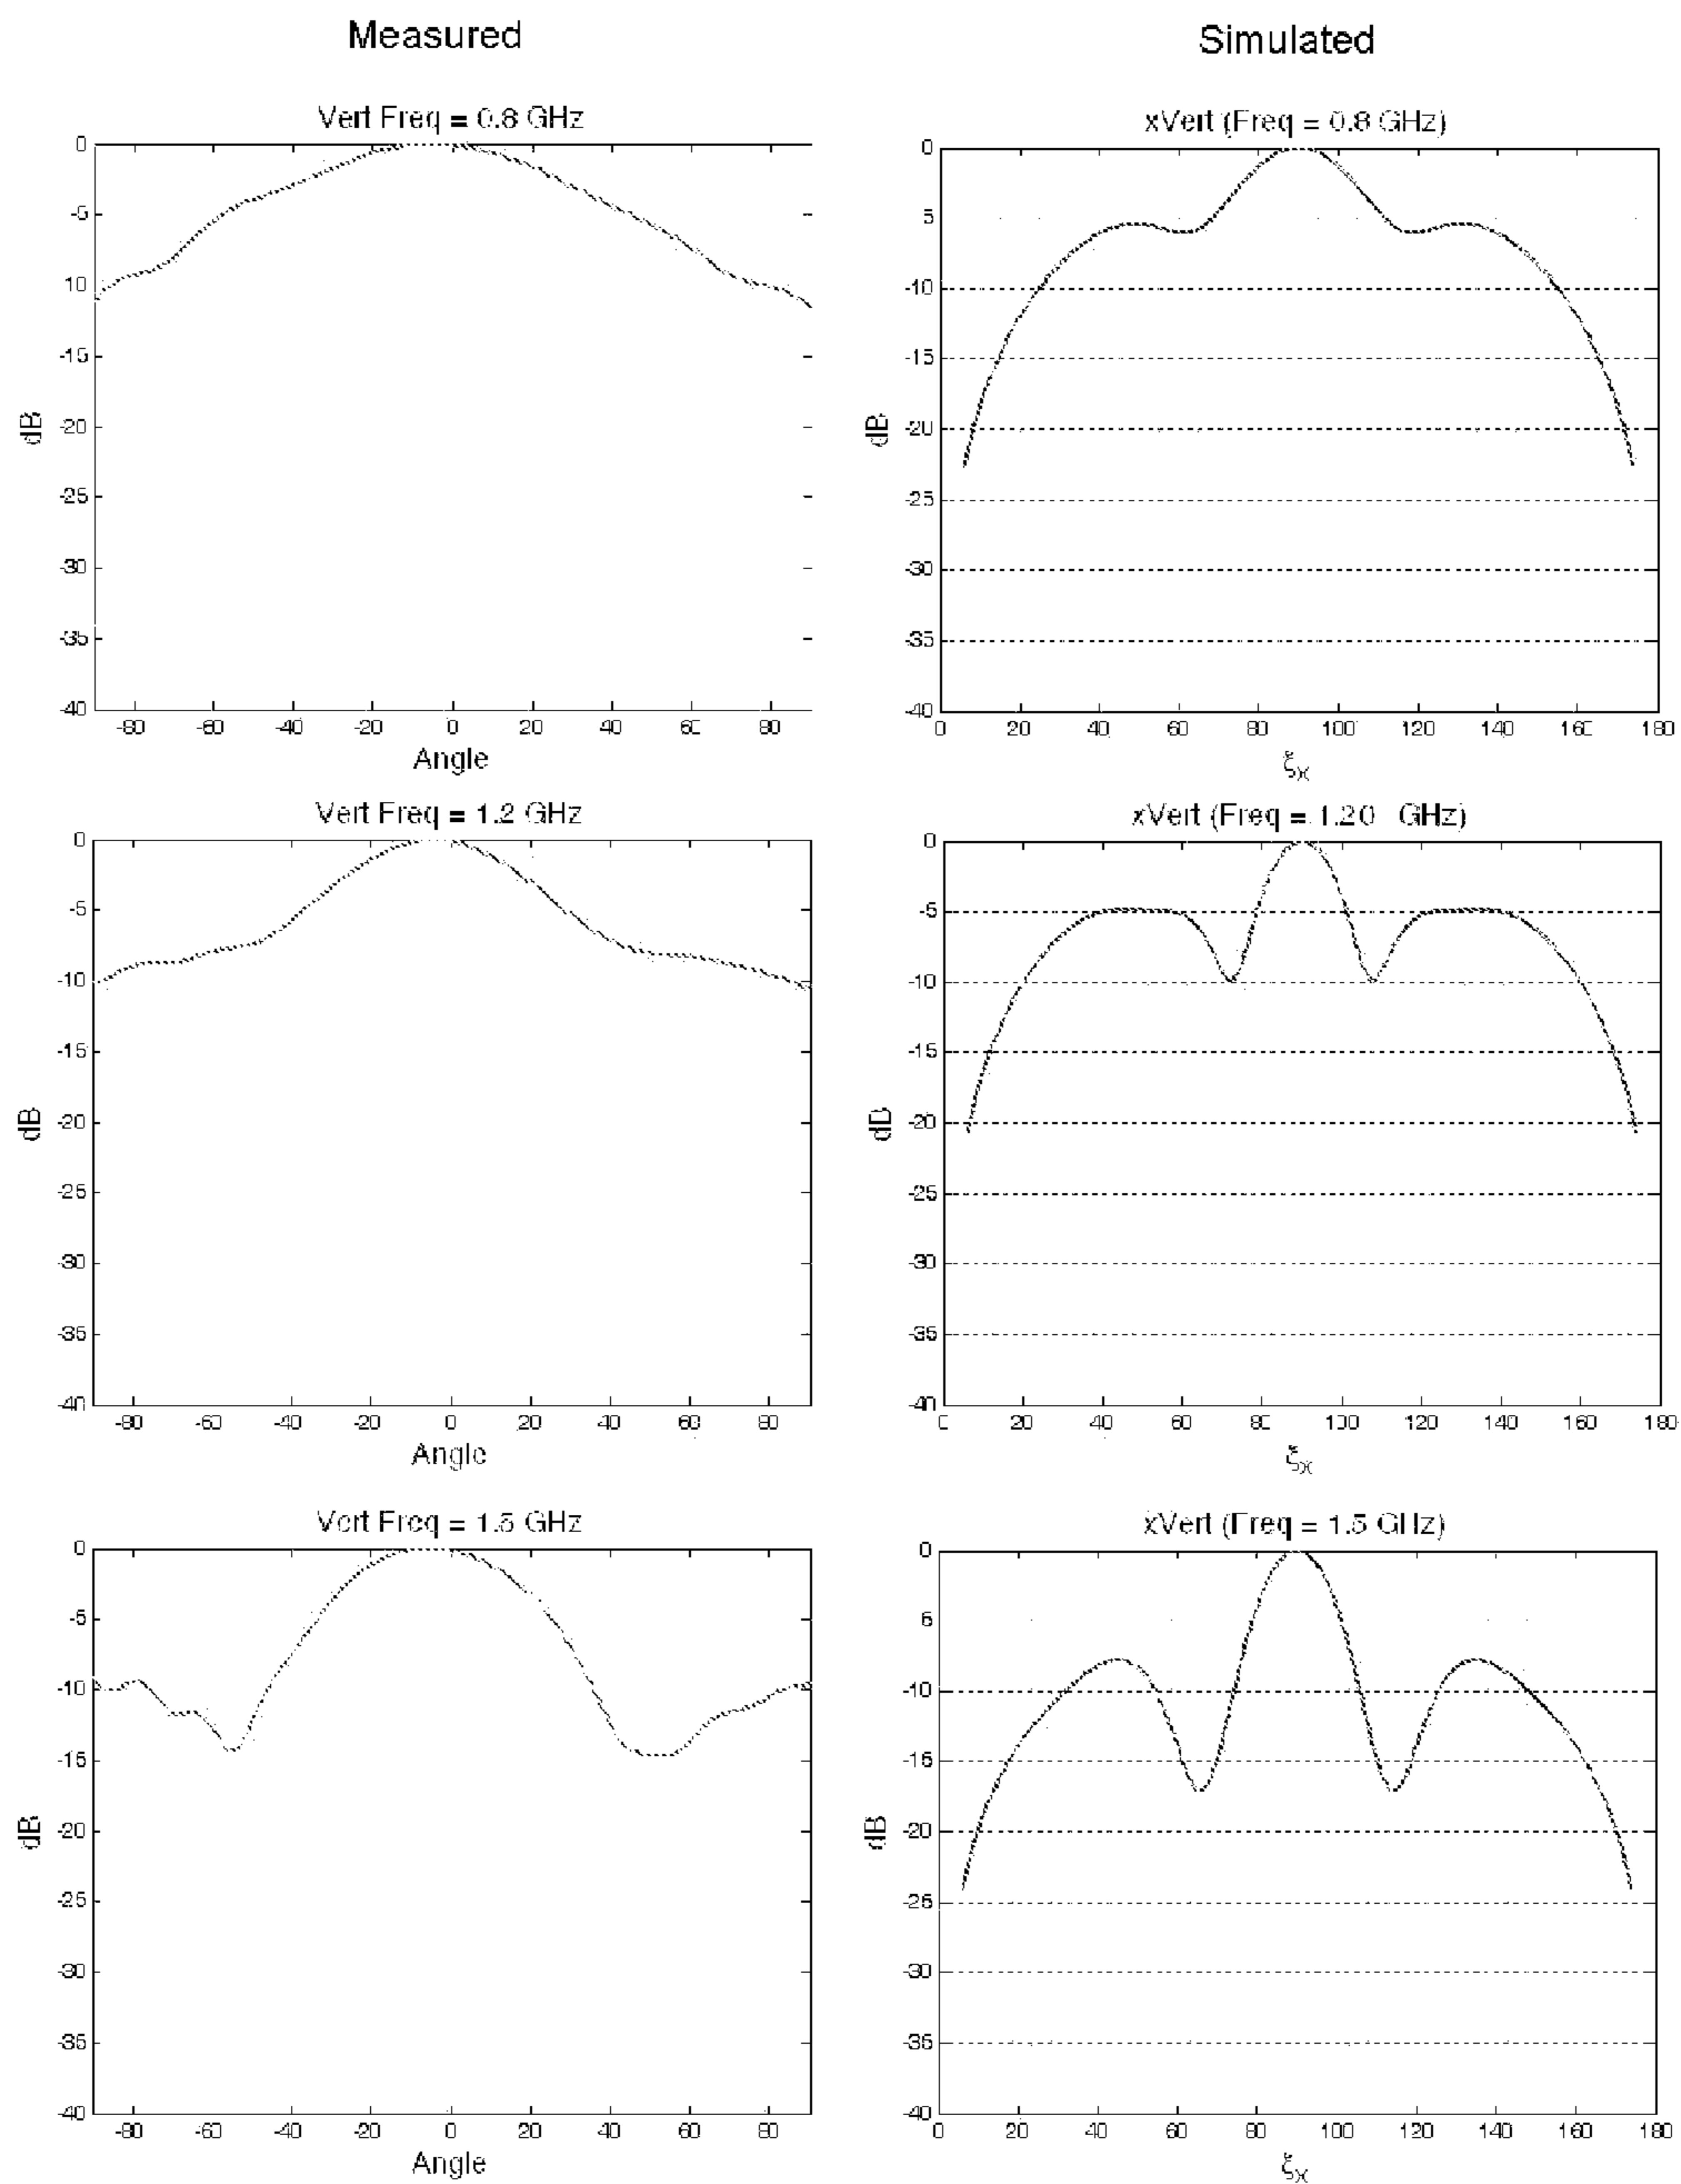 Measured
Simulated
Vert Freq = 0.8 GHz
0
-5
10
-15
-20
-25
-30
-35
-40
dB
-80 -60 -40 -20 0 20 40 60 80
Angle
xVert (Freq = 0.8 GHz)
0
5
-10
-15
-20
-25
-30
-35
-40
dB
0 20 40 60 80 100 120 140 160 180
ξx
Vert Freq = 1.2 GHz
0
-5
-10
-15
-20
-25
-30
-35
-40
dB
-80 -60 -40 -20 0 20 40 60 80
Angle
xVert (Freq = 1.20 GHz)
0
-5
-10
-15
-20
-25
-30
-35
-40
dB
0 20 40 60 80 100 120 140 160 180
ξx
Vert Freq = 1.5 GHz
0
-5
-10
-15
-20
-25
-30
-35
-40
dB
-80 -60 -40 -20 0 20 40 60 80
Angle
xVert (Freq = 1.5 GHz)
0
5
-10
-15
-20
-25
-30
-35
-40
dB
0 20 40 60 80 100 120 140 160 180
ξx